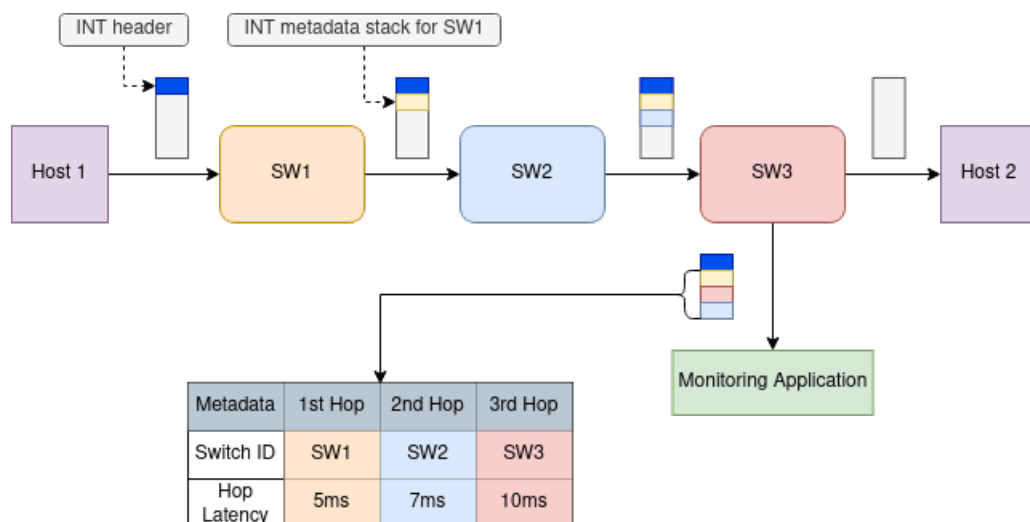 INT header
INT metadata stack for SW1
Host 1
SW1
SW2
SW3
Host 2
Monitoring Application
Metadata 1st Hop 2nd Hop 3rd Hop
Switch ID SW1 SW2 SW3
Hop
Latency 5ms 7ms 10ms